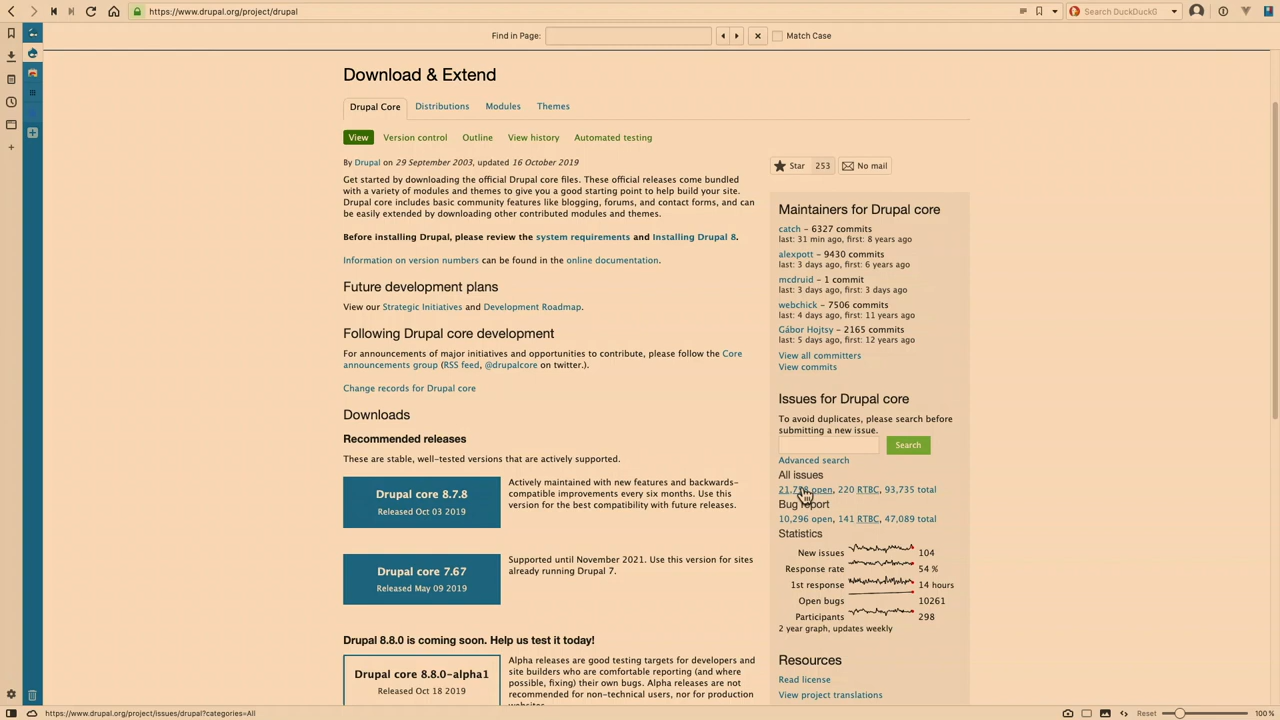 https://www.drupal.org/project/drupal
Search DuckDuckG
Find in Page:
Match Case
Download & Extend
Drupal Core
Distributions
Modules
Themes
View
Version control
Outline
View history
Automated testing
By Drupal on 29 September 2003, updated 16 October 2019
Get started by downloading the official Drupal core files. These official releases come bundled
with a variety of modules and themes to give you a good starting point to help build your site.
Drupal core includes basic community features like blogging, forums, and contact forms, and can
be easily extended by downloading other contributed modules and themes.
Before installing Drupal, please review the system requirements and Installing Drupal 8.
Information on version numbers can be found in the online documentation.
Future development plans
View our Strategic Initiatives and Development Roadmap.
Following Drupal core development
For announcements of major initiatives and opportunities to contribute, please follow the Core
announcements group (RSS feed, @drupalcore on twitter.).
Change records for Drupal core
Downloads
Recommended releases
These are stable, well-tested versions that are actively supported.
Drupal core 8.7.8
Released Oct 03 2019
Actively maintained with new features and backwards-
compatible improvements every six months. Use this
version for the best compatibility with future releases.
Drupal core 7.67
Released May 09 2019
Supported until November 2021. Use this version for sites
already running Drupal 7.
Drupal 8.8.0 is coming soon. Help us test it today!
Drupal core 8.8.0-alpha1
Released Oct 18 2019
Alpha releases are good testing targets for developers and
site builders who are comfortable reporting (and where
possible, fixing) their own bugs. Alpha releases are not
recommended for non-technical users, nor for production
websites.
Star 253
No mail
Maintainers for Drupal core
catch – 6327 commits
last: 31 min ago, first: 8 years ago
alexpott – 9430 commits
last: 3 days ago, first: 6 years ago
mcdruid – 1 commit
last: 3 days ago, first: 3 days ago
webchick – 7506 commits
last: 4 days ago, first: 11 years ago
Gábor Hojtsy – 2165 commits
last: 5 days ago, first: 12 years ago
View all committers
View commits
Issues for Drupal core
To avoid duplicates, please search before
submitting a new issue.
Search
Advanced search
All issues
open, 220 RTBC, 93,735 total
Bug report
10,296 open, 141 RTBC, 47,089 total
Statistics
New issues 104
Response rate 54 %
1st response 14 hours
Open bugs 10261
Participants 298
2 year graph, updates weekly
Resources
Read license
View project translations
https://www.drupal.org/project/issues/drupal?categories=All
Reset
100 %